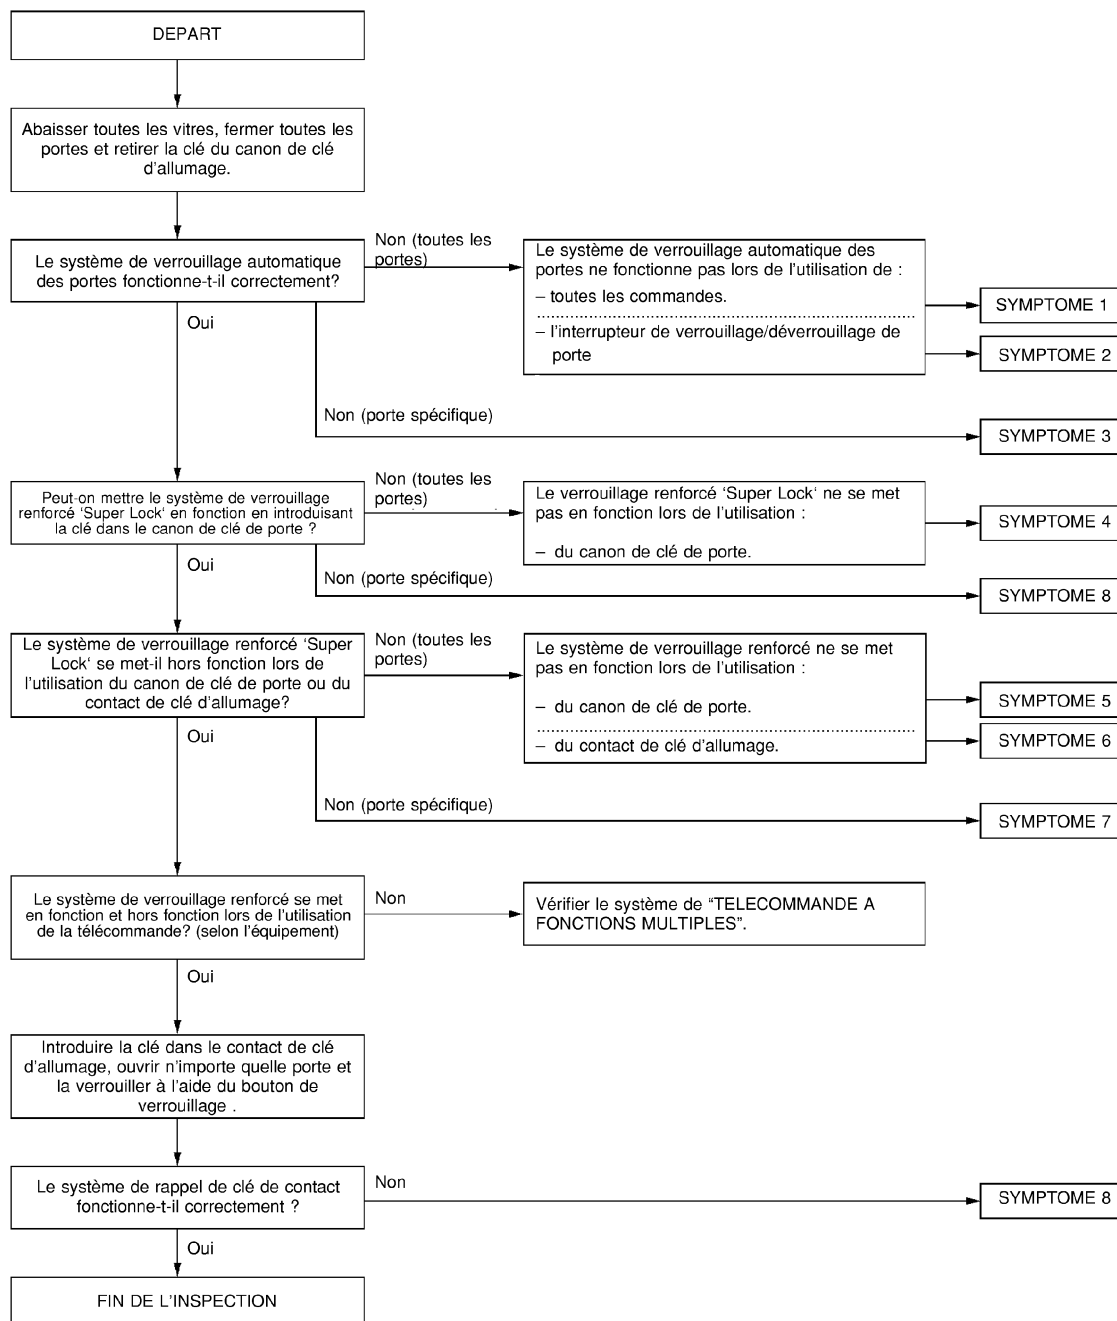 DEPART
Abaisser toutes les vitres, fermer toutes les
portes et retirer la clé du canon de clé
d'allumage.
Le système de verrouillage automatique
des portes fonctionne-t-il correctement?
Non (toutes les
portes)
Le système de verrouillage automatique des
portes ne fonctionne pas lors de l'utilisation de :
– toutes les commandes.
– l'interrupteur de verrouillage/déverrouillage de
porte
SYMPTOME 1
SYMPTOME 2
Oui
Non (porte spécifique)
SYMPTOME 3
Peut-on mettre le système de verrouillage
renforcé ‘Super Lock‘ en fonction en introduisant
la clé dans le canon de clé de porte ?
Non (toutes les
portes)
Le verrouillage renforcé ‘Super Lock‘ ne se met
pas en fonction lors de l'utilisation :
– du canon de clé de porte.
SYMPTOME 4
Oui
Non (porte spécifique)
SYMPTOME 8
Le système de verrouillage renforcé ‘Super
Lock‘ se met-il hors fonction lors de
l'utilisation du canon de clé de porte ou du
contact de clé d'allumage?
Non (toutes les
portes)
Le système de verrouillage renforcé ne se met
pas en fonction lors de l'utilisation :
– du canon de clé de porte.
– du contact de clé d'allumage.
SYMPTOME 5
SYMPTOME 6
Oui
Non (porte spécifique)
SYMPTOME 7
Le système de verrouillage renforcé se met
en fonction et hors fonction lors de l'utilisation
de la télécommande? (selon l'équipement)
Non
Vérifier le système de “TELECOMMANDE A
FONCTIONS MULTIPLES”.
Oui
Introduire la clé dans le contact de clé
d'allumage, ouvrir n'importe quelle porte et
la verrouiller à l'aide du bouton de
verrouillage .
Le système de rappel de clé de contact
fonctionne-t-il correctement ?
Non
SYMPTOME 8
Oui
FIN DE L'INSPECTION